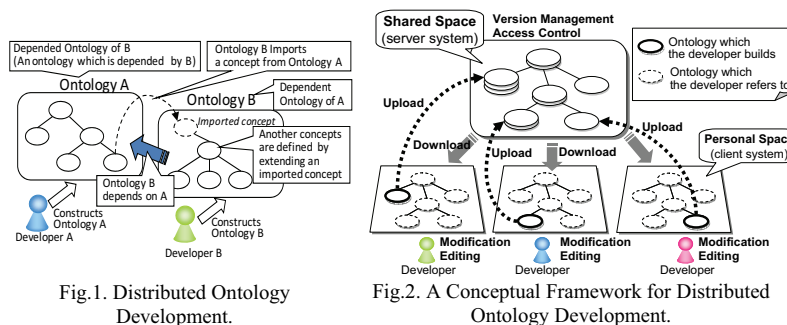 Depended Ontology of B
(An ontology which is depended by B)
Ontology B Imports
a concept from Ontology A
Ontology A
Ontology B
Dependent
Ontology of A
Imported concept
Another concepts
are defined by
extending an
imported concept
Ontology B
depends on A
Constructs
Ontology A
Developer A
Constructs
Ontology B
Developer B
Fig.1. Distributed Ontology
Development.
Shared Space
(server system)
Version Management
Access Control
Ontology which
the developer builds
Ontology which
the developer refers to
Upload
Download
Upload
Download
Upload
Personal Space
(client system)
Modification
Editing
Developer
Modification
Editing
Developer
Modification
Editing
Developer
Fig.2. A Conceptual Framework for Distributed
Ontology Development.